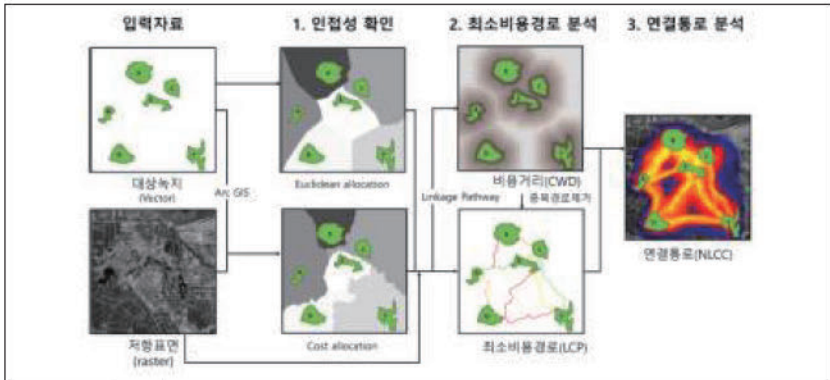 입력자료
1. 인접성 확인
2. 최소비용경로 분석
3. 연결통로 분석
대상녹지
(Vector)
Arc GIS
Euclidean allocation
Linkage Pathway
비용거리(CWD)
중복경로제거
연결통로(NLCC)
저항표면
(raster)
Cost allocation
최소비용경로(LCP)